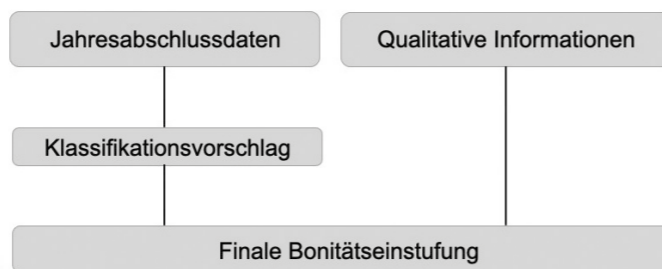 Jahresabschlussdaten
Qualitative Informationen
Klassifikationsvorschlag
Finale Bonitätseinstufung